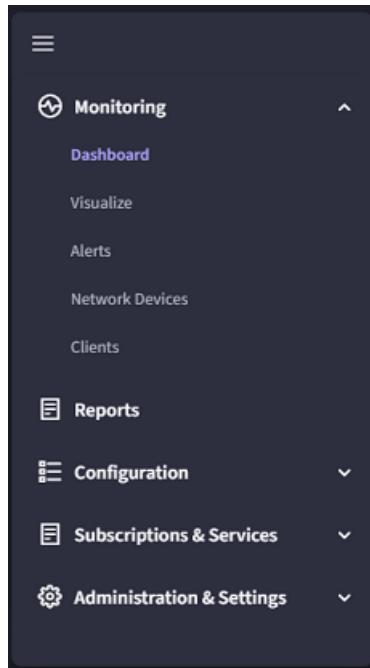 Monitoring
Dashboard
Visualize
Alerts
Network Devices
Clients
Reports
Configuration
Subscriptions & Services
Administration & Settings